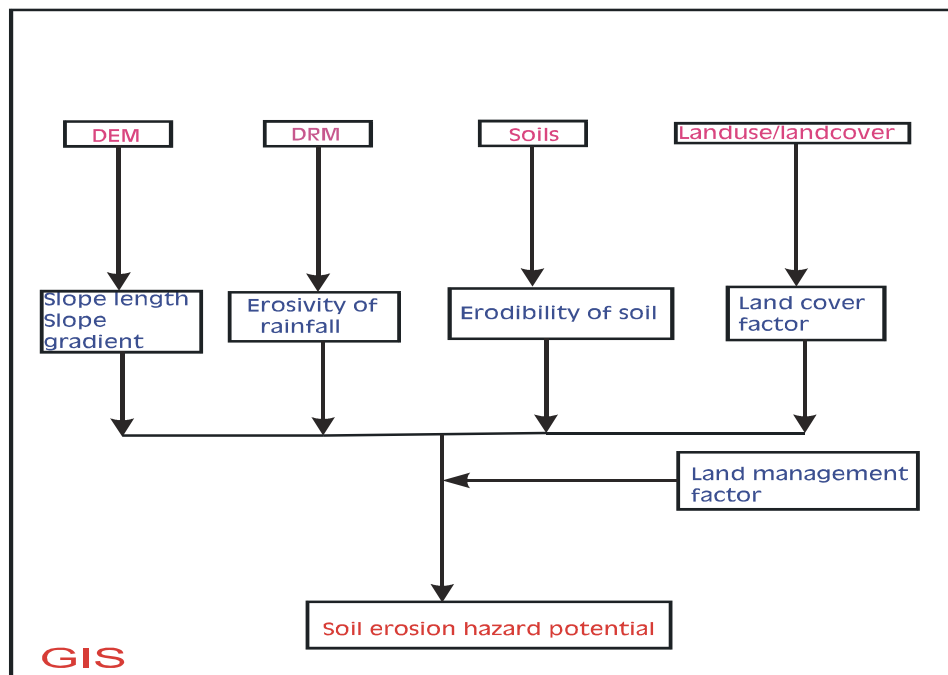 DEM
DRM
Soils
Landuse/landcover
Slope length
Slope
gradient
Erosivity of
rainfall
Erodibility of soil
Land cover
factor
Land management
factor
Soil erosion hazard potential
GIS